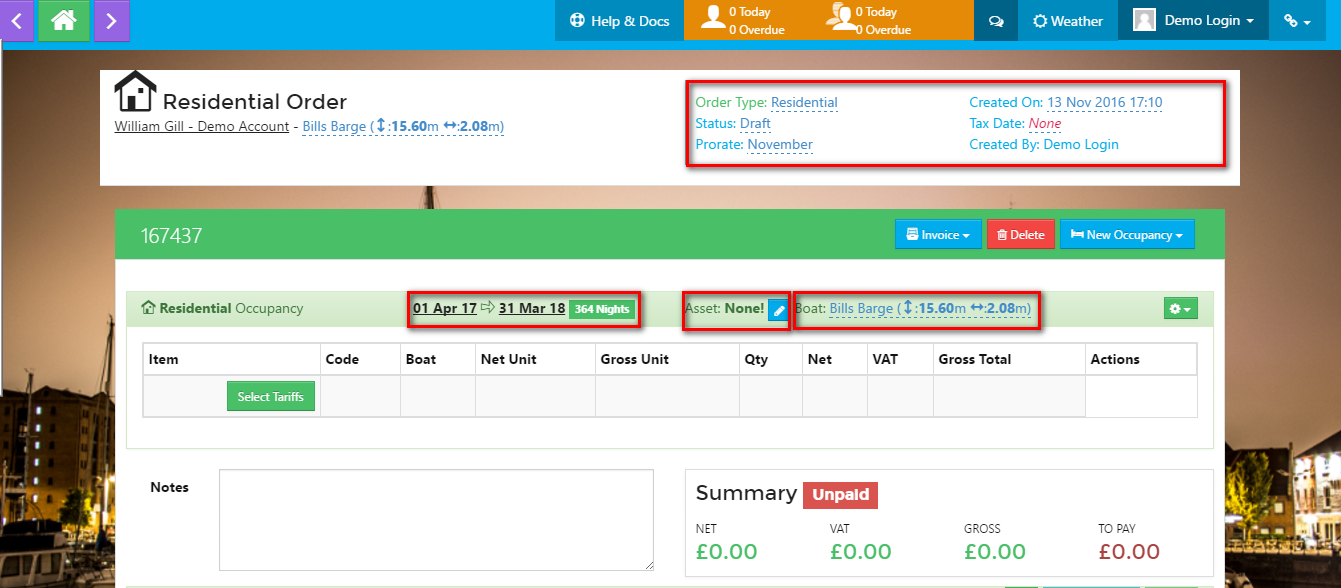 Help & Docs
0 Today
0 Overdue
0 Today
0 Overdue
Weather
Demo Login
Residential Order
William Gill - Demo Account - Bills Barge (↕:15.60m ↔:2.08m)
Order Type: Residential
Status: Draft
Prorate: November
Created On: 13 Nov 2016 17:10
Tax Date: None
Created By: Demo Login
167437
Invoice
Delete
New Occupancy
Residential Occupancy
01 Apr 17 ⇨ 31 Mar 18 364 Nights
Asset: None!
Boat: Bills Barge (↕:15.60m ↔:2.08m)
Item Code Boat Net Unit Gross Unit Qty Net VAT Gross Total Actions
Select Tariffs
Notes
Summary Unpaid
NET VAT GROSS TO PAY
£0.00 £0.00 £0.00 £0.00